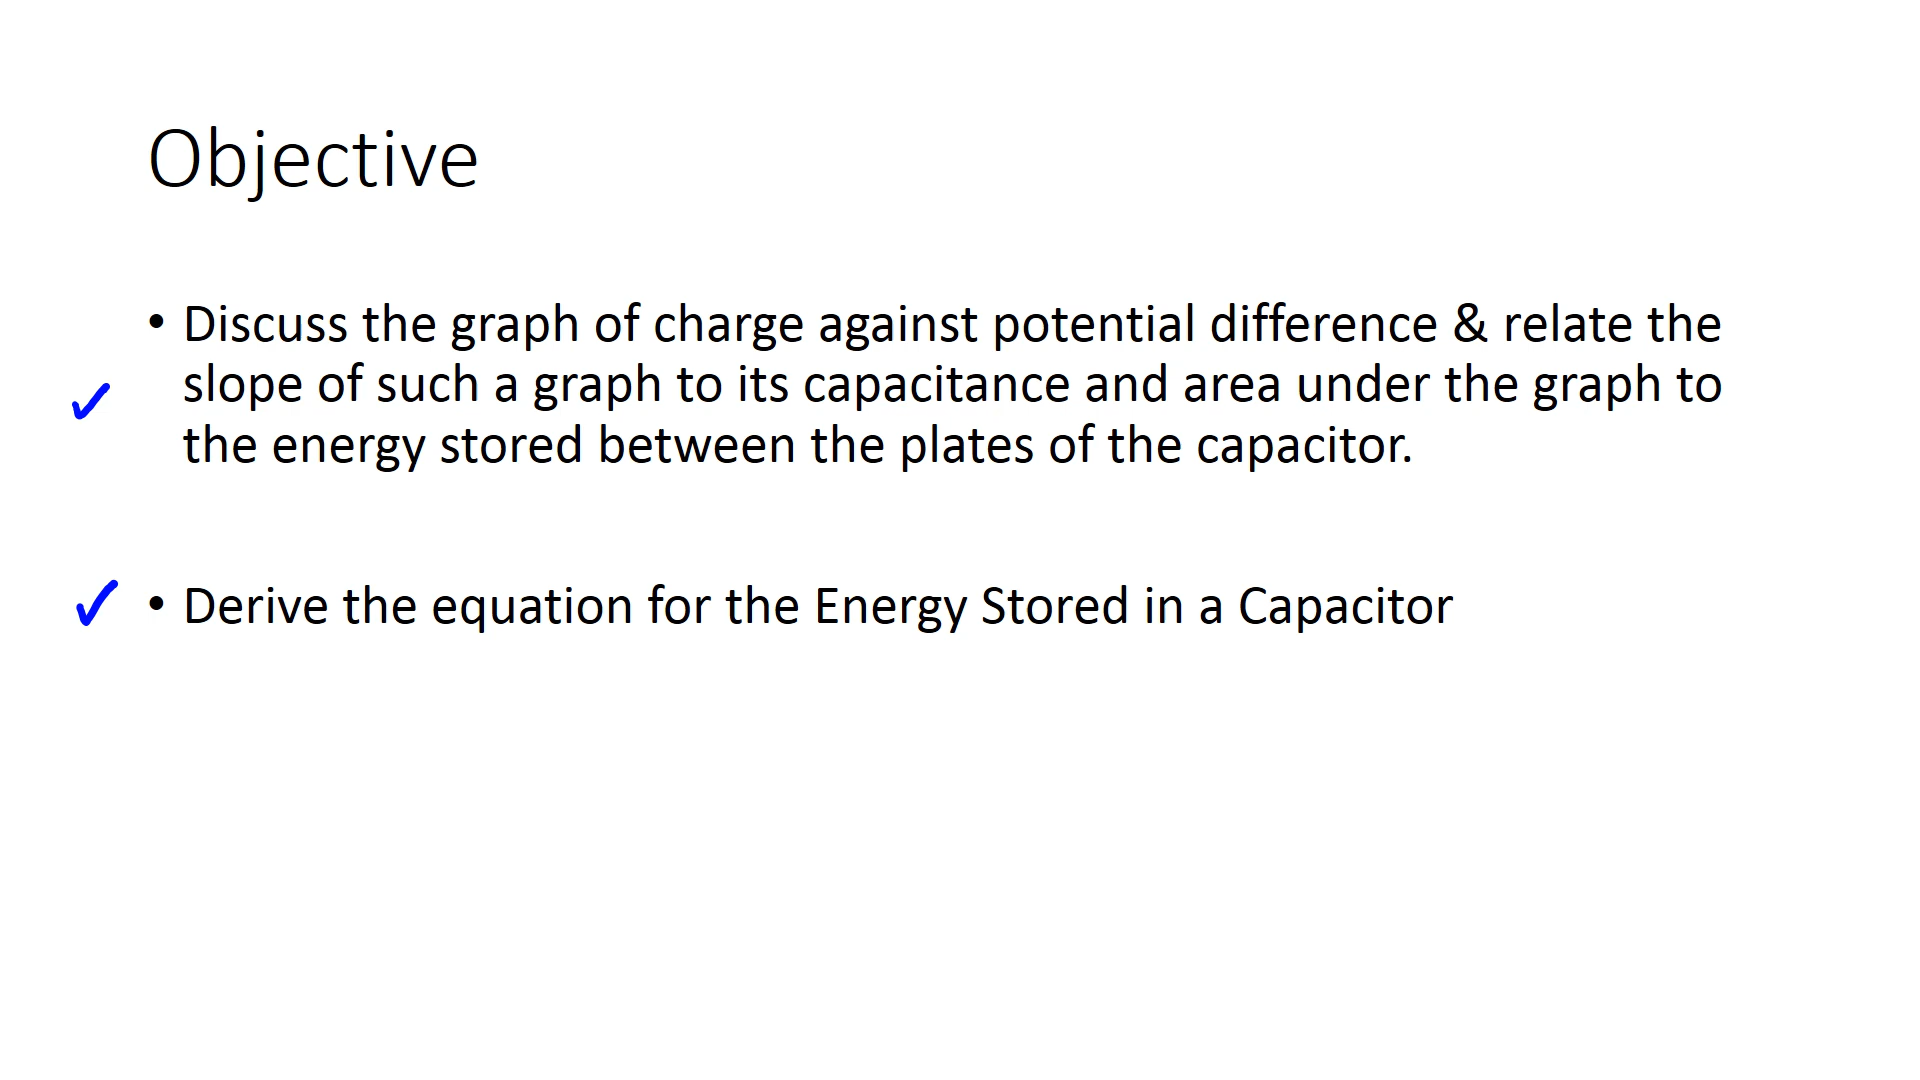 Objective
• Discuss the graph of charge against potential difference & relate the
slope of such a graph to its capacitance and area under the graph to
the energy stored between the plates of the capacitor.
• Derive the equation for the Energy Stored in a Capacitor